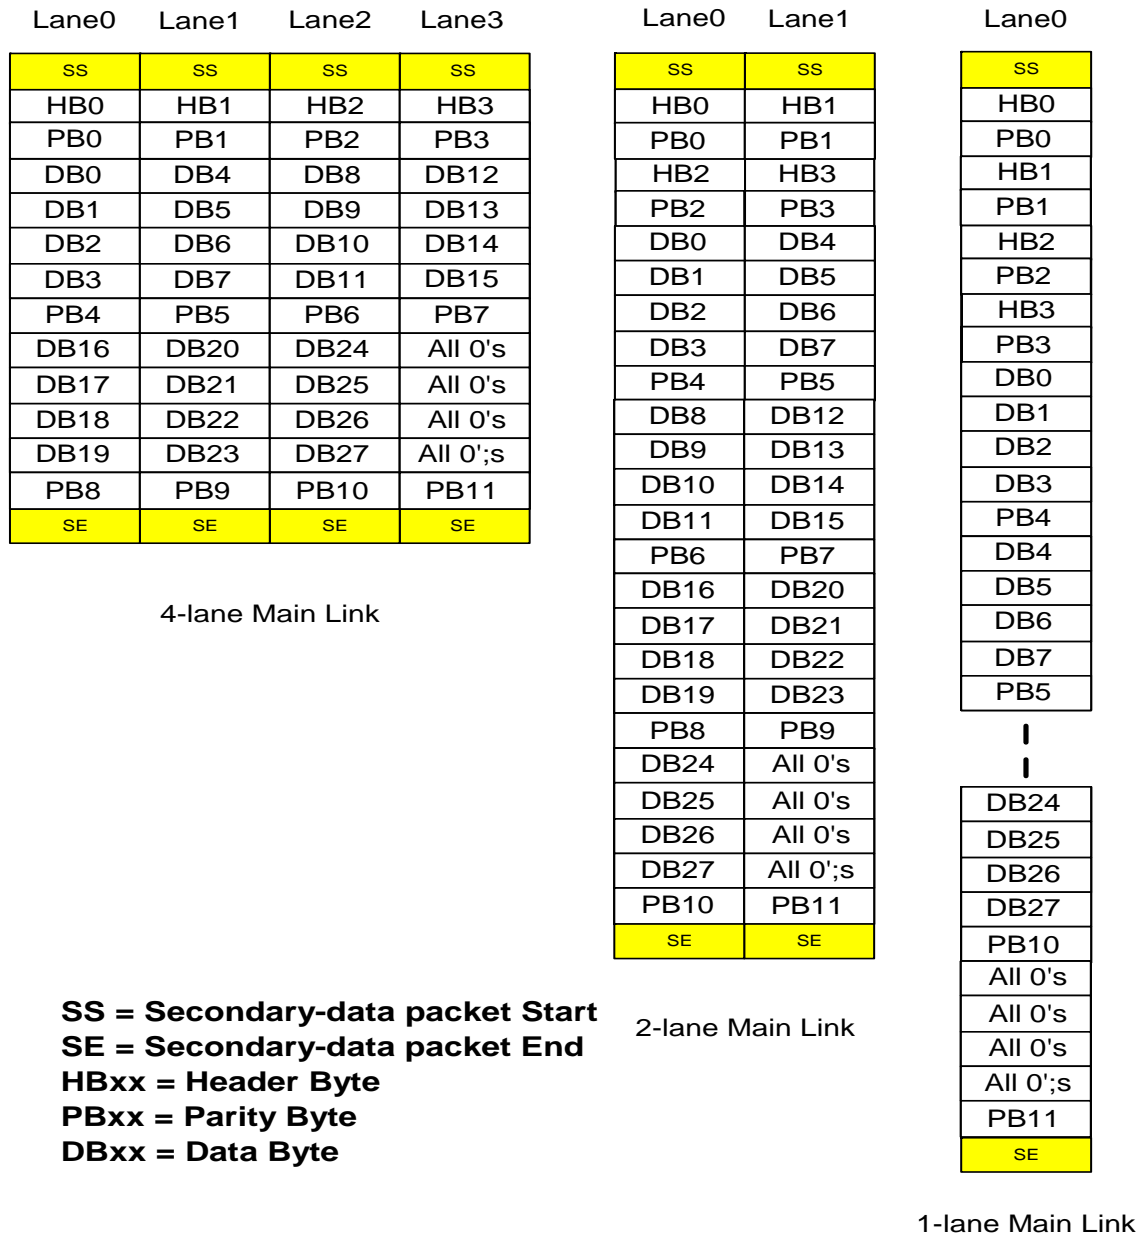 Lane0 Lane1 Lane2 Lane3
SS SS SS SS
HB0 HB1 HB2 HB3
PB0 PB1 PB2 PB3
DB0 DB4 DB8 DB12
DB1 DB5 DB9 DB13
DB2 DB6 DB10 DB14
DB3 DB7 DB11 DB15
PB4 PB5 PB6 PB7
DB16 DB20 DB24 All 0's
DB17 DB21 DB25 All 0's
DB18 DB22 DB26 All 0's
DB19 DB23 DB27 All 0';s
PB8 PB9 PB10 PB11
SE SE SE SE
4-lane Main Link
Lane0 Lane1
SS SS
HB0 HB1
PB0 PB1
HB2 HB3
PB2 PB3
DB0 DB4
DB1 DB5
DB2 DB6
DB3 DB7
PB4 PB5
DB8 DB12
DB9 DB13
DB10 DB14
DB11 DB15
PB6 PB7
DB16 DB20
DB17 DB21
DB18 DB22
DB19 DB23
PB8 PB9
DB24 All 0's
DB25 All 0's
DB26 All 0's
DB27 All 0';s
PB10 PB11
SE SE
2-lane Main Link
Lane0
SS
HB0
PB0
HB1
PB1
HB2
PB2
HB3
PB3
DB0
DB1
DB2
DB3
PB4
DB4
DB5
DB6
DB7
PB5
DB24
DB25
DB26
DB27
PB10
All 0's
All 0's
All 0's
All 0';s
PB11
SE
1-lane Main Link
SS = Secondary-data packet Start
SE = Secondary-data packet End
HBxx = Header Byte
PBxx = Parity Byte
DBxx = Data Byte